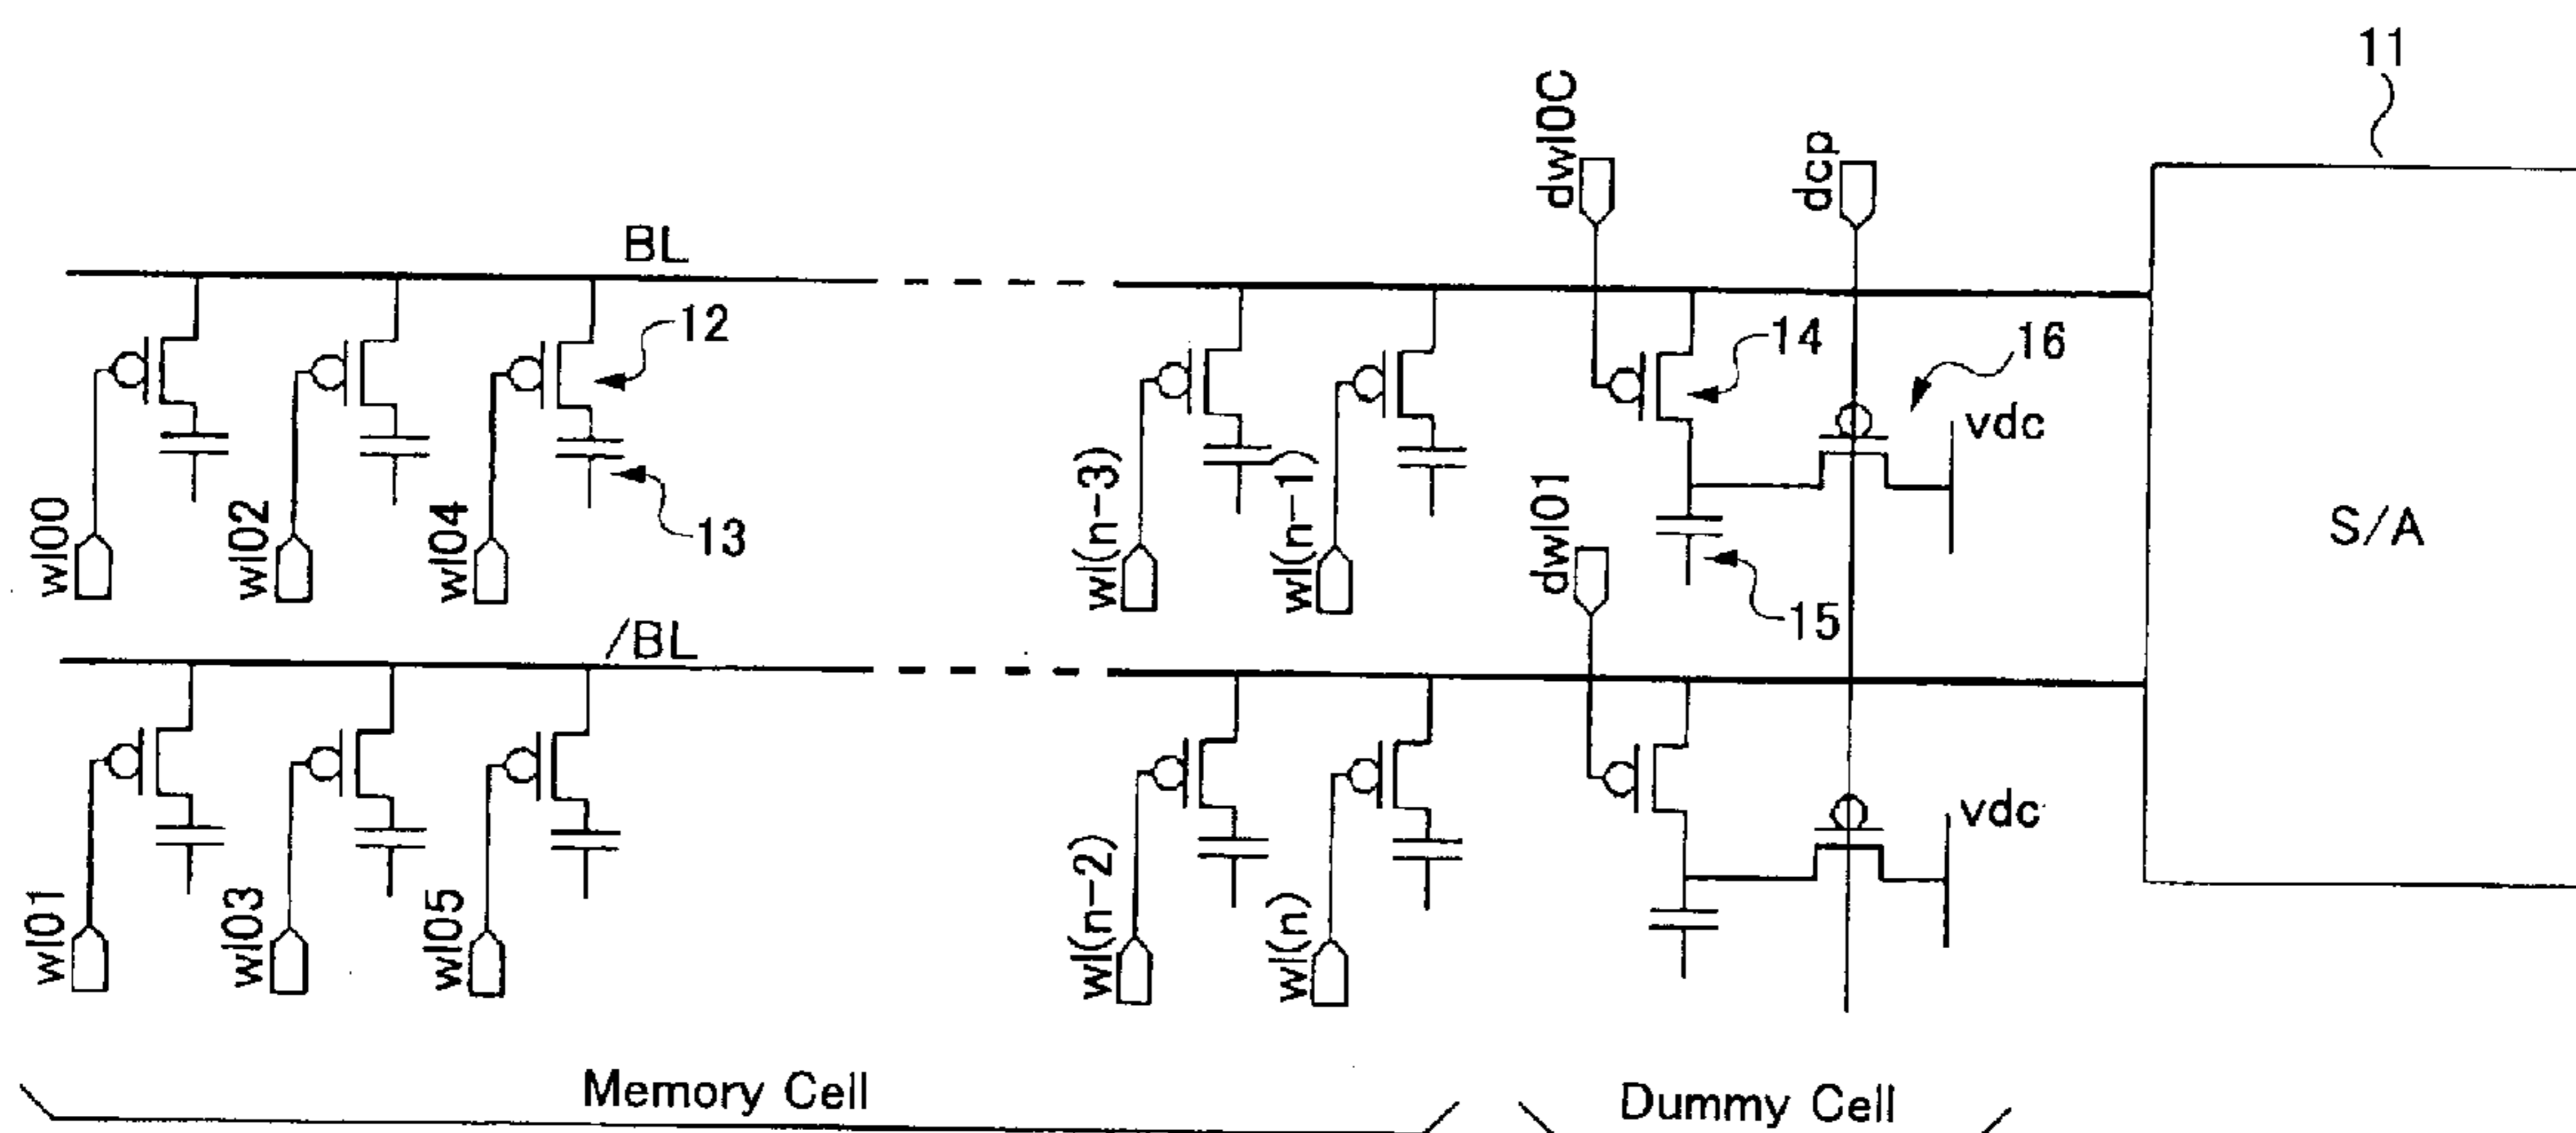 11
dwl0C
dcp
BL
12
14
16
vdc
wl00
wl02
wl04
13
wl(n-3)
wl(n-1)
dwl01
15
S/A
/BL
vdc
wl01
wl03
wl05
wl(n-2)
wl(n)
Memory Cell
Dummy Cell